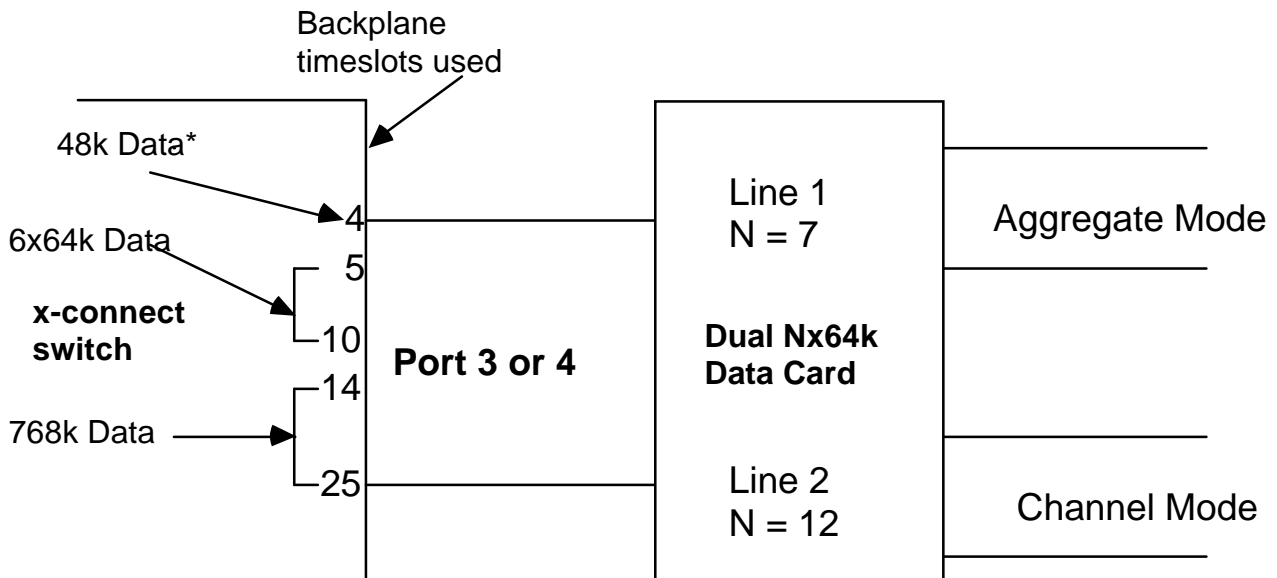 Backplane
timeslots used
48k Data*
4
6x64k Data
5
x-connect
switch
10
14
768k Data
25
Port 3 or 4
Line 1
N = 7
Dual Nx64k
Data Card
Line 2
N = 12
Aggregate Mode
Channel Mode